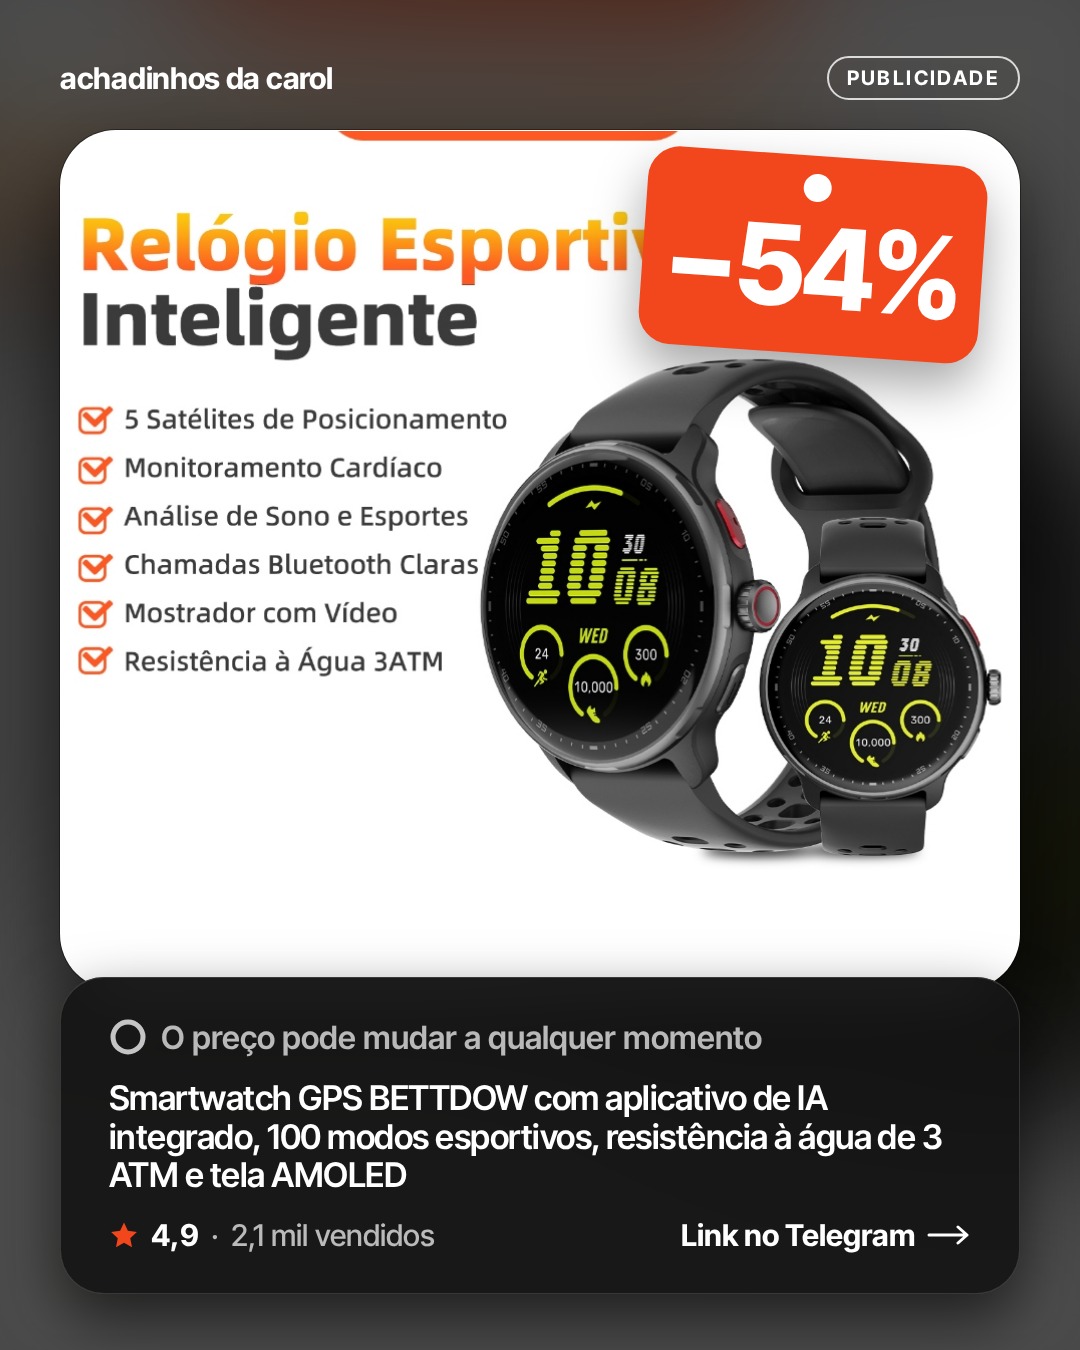 achadinhos da carol
PUBLICIDADE
−54%
Relógio Esportiv
Inteligente
5 Satélites de Posicionamento
Monitoramento Cardíaco
Análise de Sono e Esportes
Chamadas Bluetooth Claras
Mostrador com Vídeo
Resistência à Água 3ATM
10 30
08
WED
24
300
10,000
10 30
08
WED
24
300
10,000
O preço pode mudar a qualquer momento
Smartwatch GPS BETTDOW com aplicativo de IA
integrado, 100 modos esportivos, resistência à água de 3
ATM e tela AMOLED
4,9 · 2,1 mil vendidos
Link no Telegram →